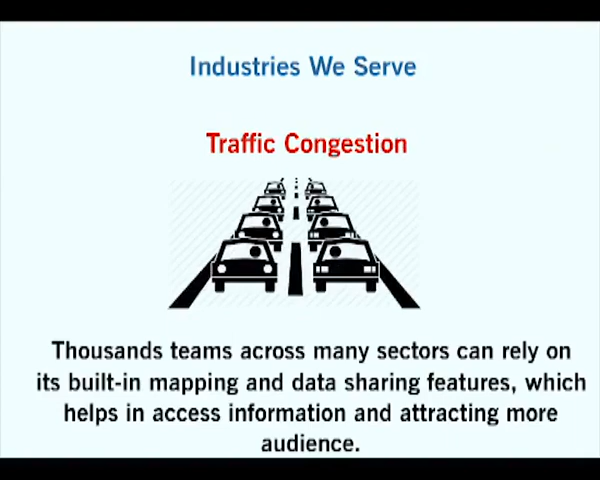 Industries We Serve
Traffic Congestion
Thousands teams across many sectors can rely on
its built-in mapping and data sharing features, which
helps in access information and attracting more
audience.